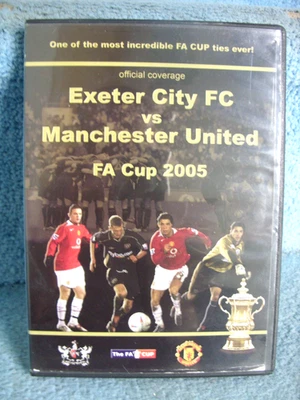 One of the most incredible FA CUP ties ever!
official coverage
Exeter City FC
vs
Manchester United
FA Cup 2005
The FA CUP